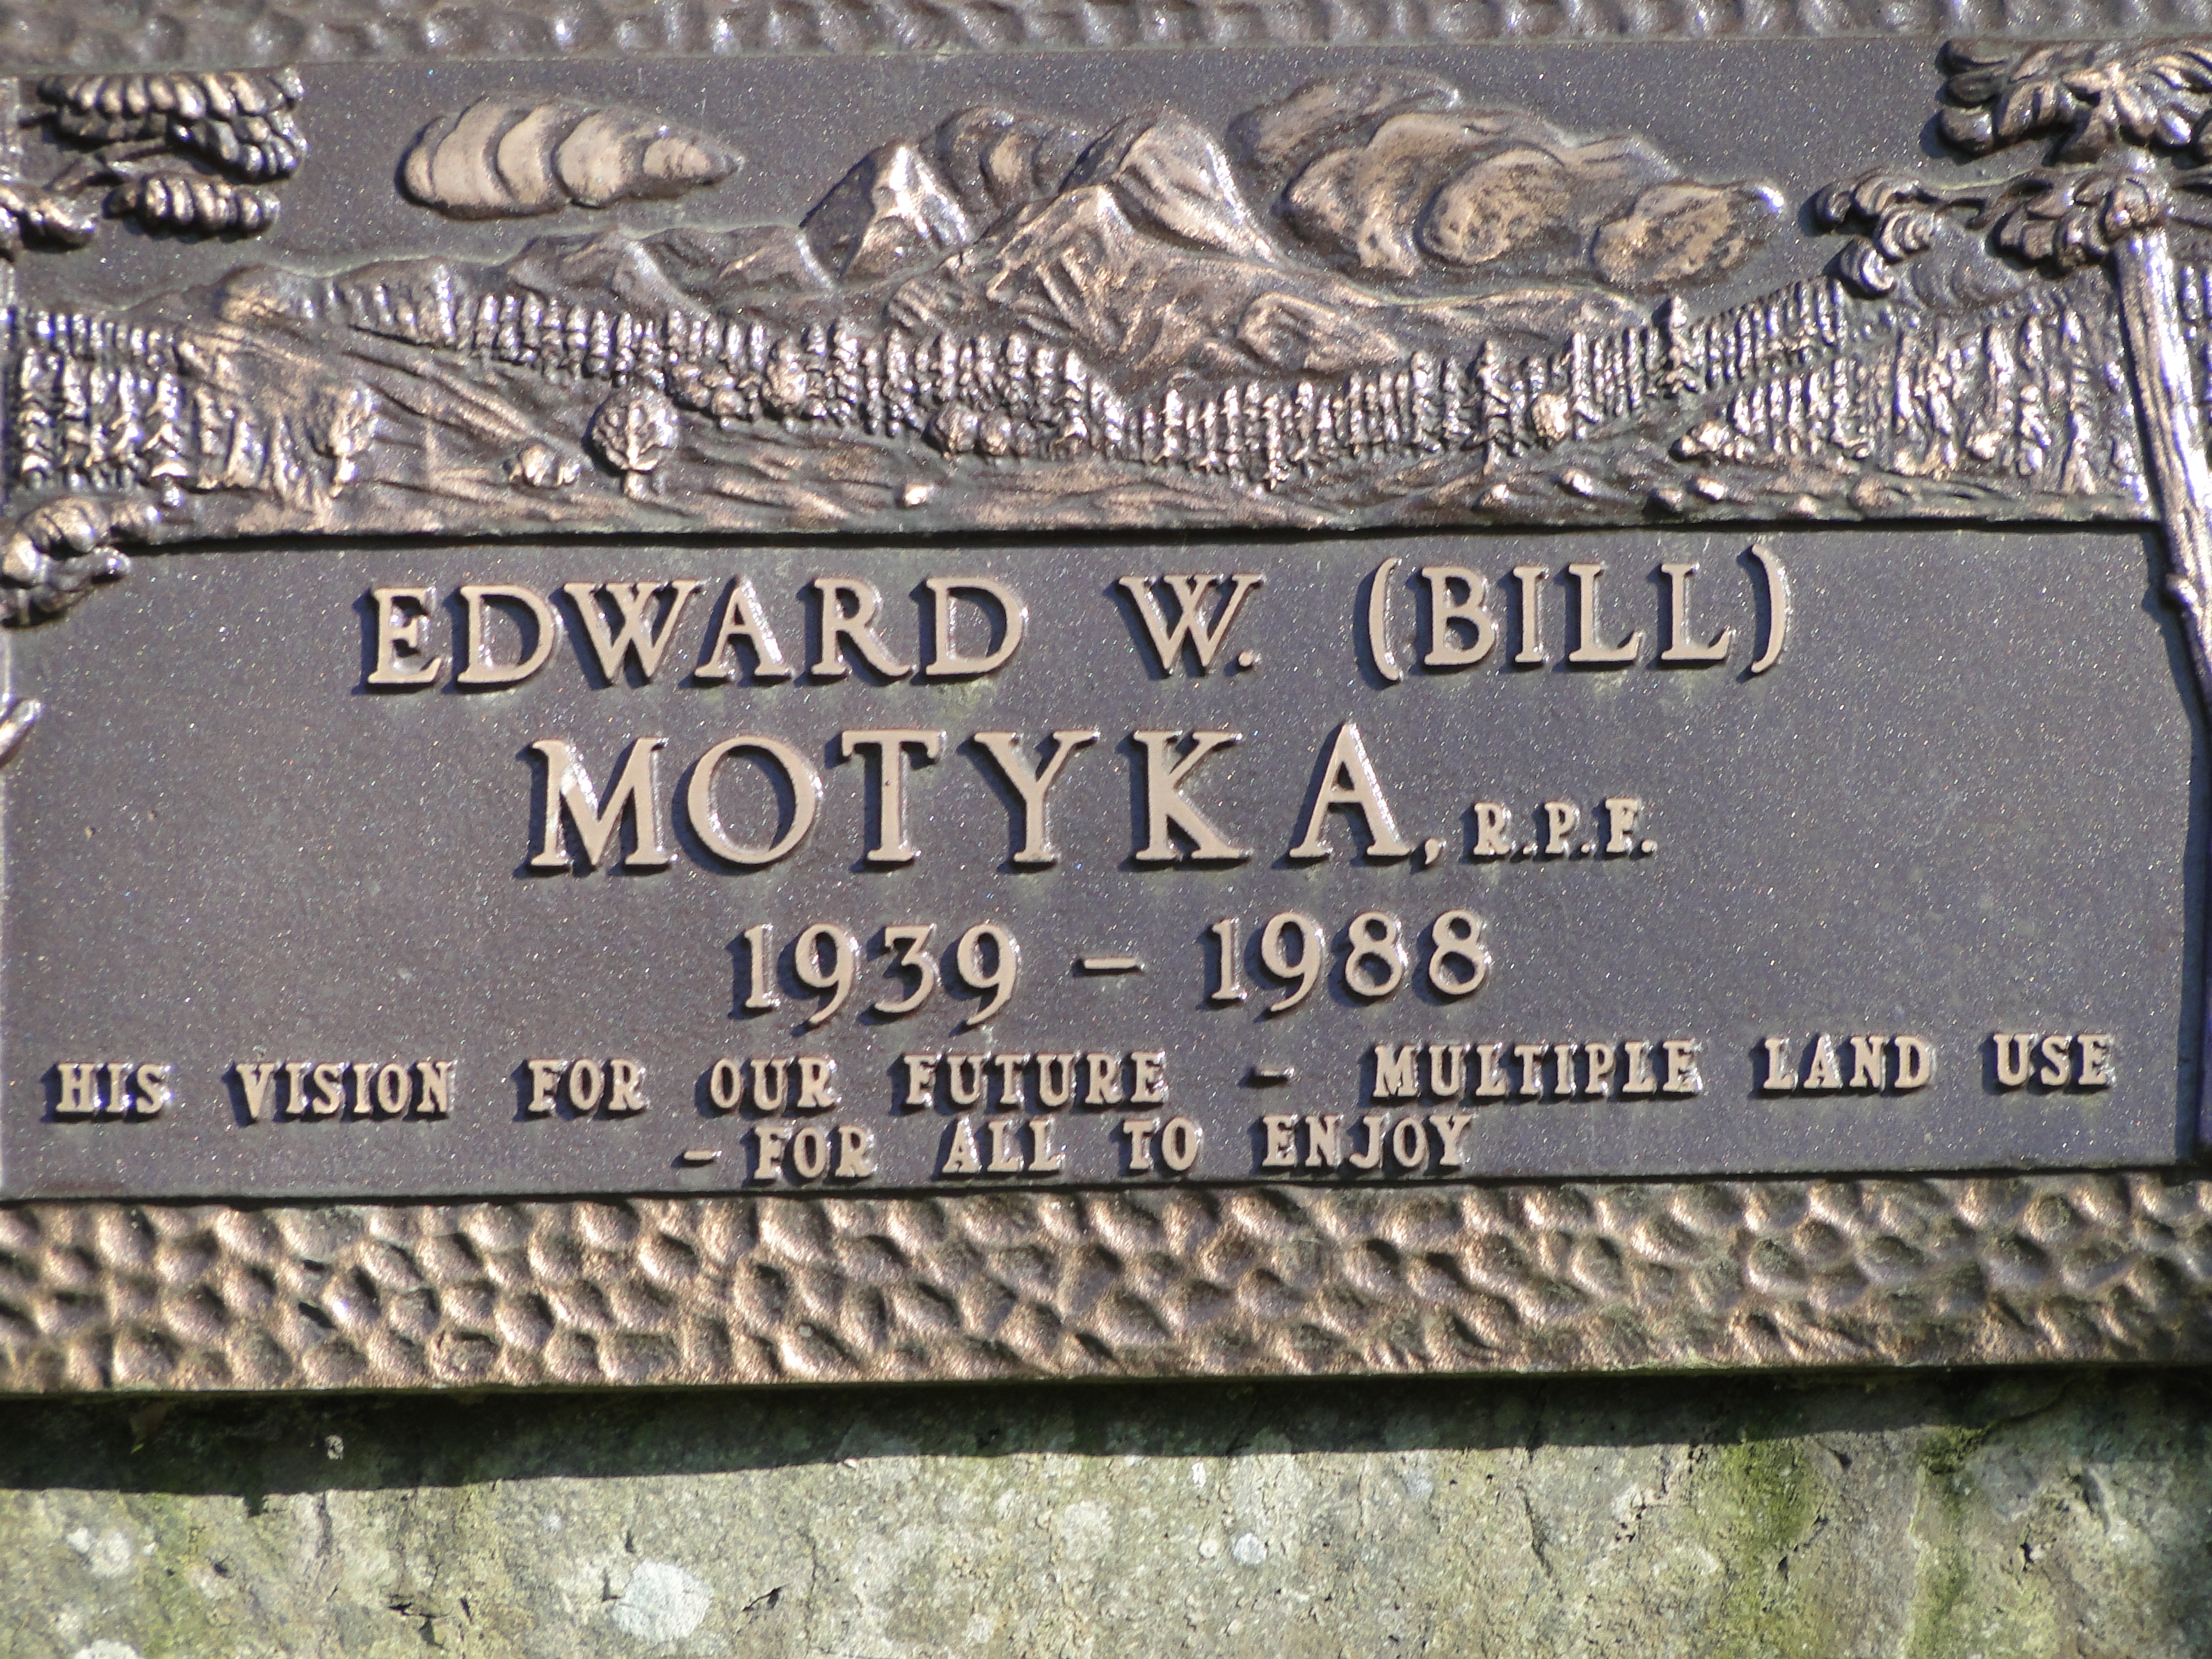 EDWARD W. (BILL)
MOTYKA, R.P.F.
1939 - 1988
HIS VISION FOR OUR FUTURE - MULTIPLE LAND USE
- FOR ALL TO ENJOY